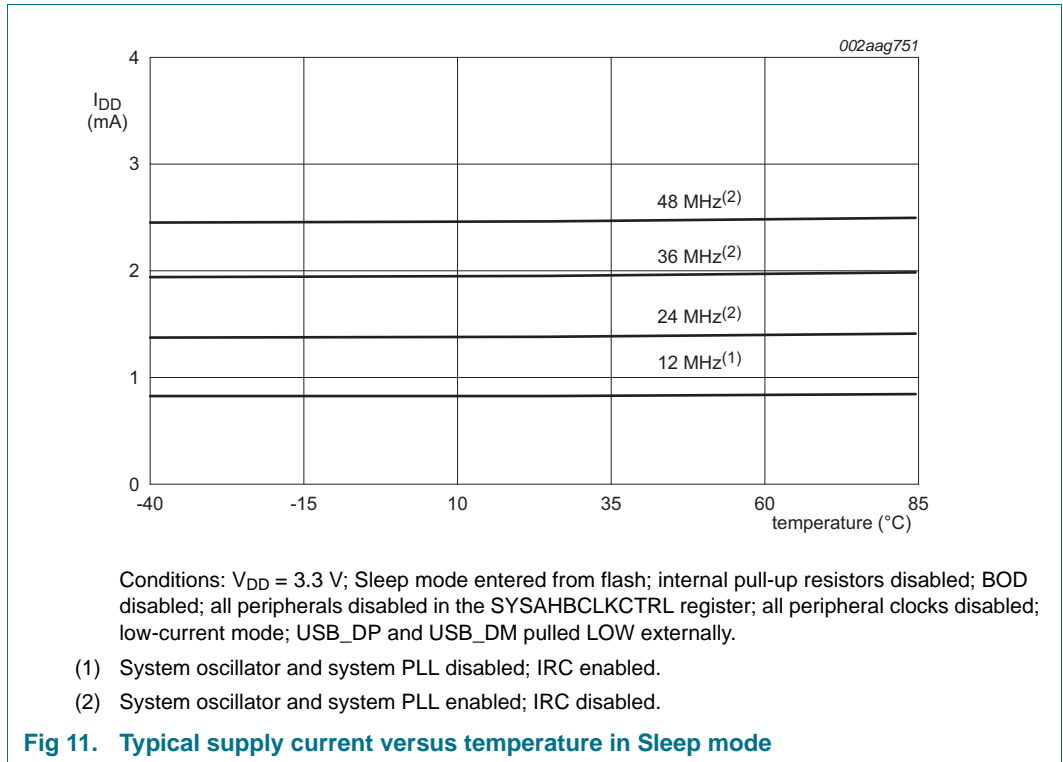 002aag751
4
I_DD
(mA)
3
48 MHz(2)
36 MHz(2)
2
24 MHz(2)
12 MHz(1)
1
0
-40 -15 10 35 60 85
temperature (°C)
Conditions: V_DD = 3.3 V; Sleep mode entered from flash; internal pull-up resistors disabled; BOD
disabled; all peripherals disabled in the SYSAHBCLKCTRL register; all peripheral clocks disabled;
low-current mode; USB_DP and USB_DM pulled LOW externally.
(1) System oscillator and system PLL disabled; IRC enabled.
(2) System oscillator and system PLL enabled; IRC disabled.
Fig 11. Typical supply current versus temperature in Sleep mode